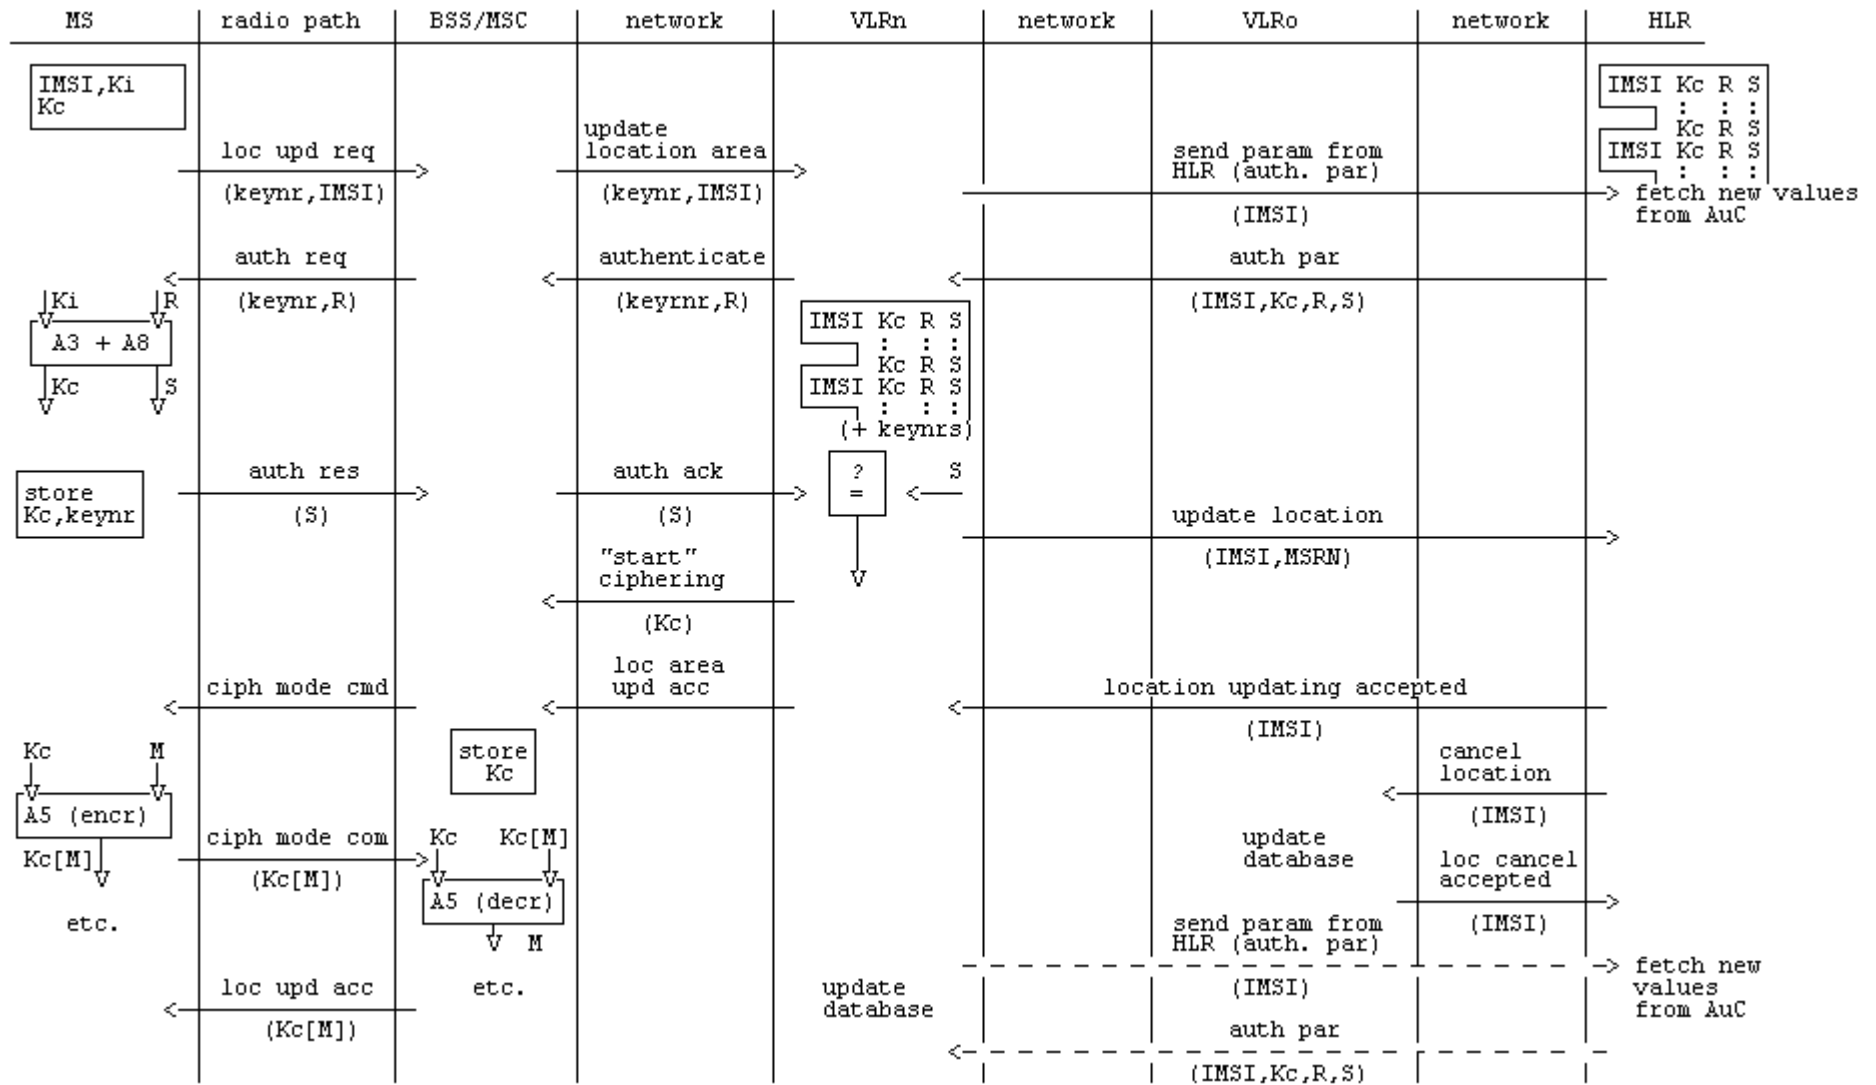 MS radio path BSS/MSC network VLRn network VLRo network HLR
IMSI,Ki
Kc
IMSI Kc R S
: : :
Kc R S
IMSI Kc R S
: : :
loc upd req
(keynr,IMSI)
update
location area
(keynr,IMSI)
send param from
HLR (auth. par)
(IMSI)
fetch new values
from AuC
auth req
(keynr,R)
authenticate
(keyrnr,R)
auth par
(IMSI,Kc,R,S)
Ki R
A3 + A8
Kc S
IMSI Kc R S
: : :
Kc R S
IMSI Kc R S
: : :
(+ keynrs)
store
Kc,keynr
auth res
(S)
auth ack
(S)
?
=
S
update location
(IMSI,MSRN)
"start"
ciphering
(Kc)
ciph mode cmd
loc area
upd acc
location updating accepted
(IMSI)
Kc M
A5 (encr)
Kc[M]
etc.
store
Kc
cancel
location
(IMSI)
ciph mode com
(Kc[M])
Kc Kc[M]
A5 (decr)
M
etc.
update
database
loc cancel
accepted
(IMSI)
send param from
HLR (auth. par)
(IMSI)
fetch new
values
from AuC
loc upd acc
(Kc[M])
update
database
auth par
(IMSI,Kc,R,S)